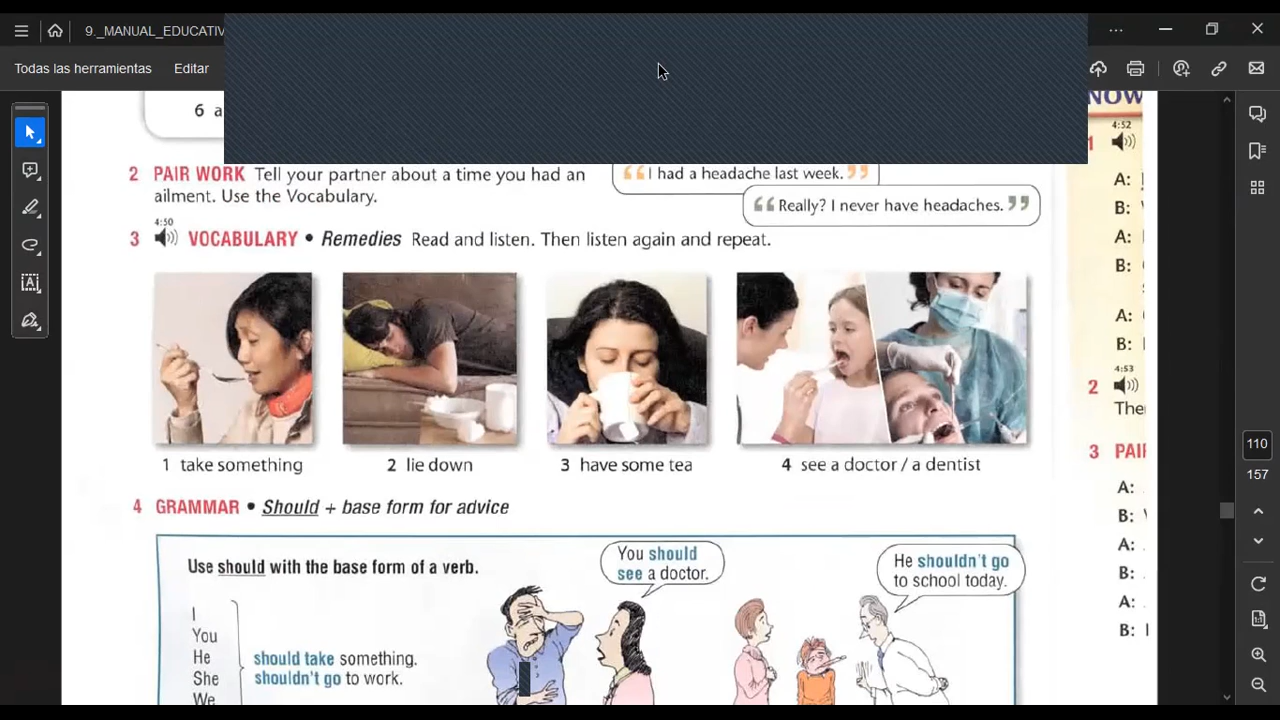 9._MANUAL_EDUCATIV
Todas las herramientas
Editar
6 a
2 PAIR WORK Tell your partner about a time you had an
ailment. Use the Vocabulary.
“I had a headache last week.”
“Really? I never have headaches.”
4:50
3 VOCABULARY • Remedies Read and listen. Then listen again and repeat.
1 take something
2 lie down
3 have some tea
4 see a doctor / a dentist
4 GRAMMAR • Should + base form for advice
Use should with the base form of a verb.
I
You
He
She
We
should take something.
shouldn't go to work.
You should
see a doctor.
He shouldn't go
to school today.
NOW
4:52
1
A:
B:
A:
B:
A:
B:
4:53
2
The
3 PAI
A:
B:
A:
B:
A:
B:
110
157